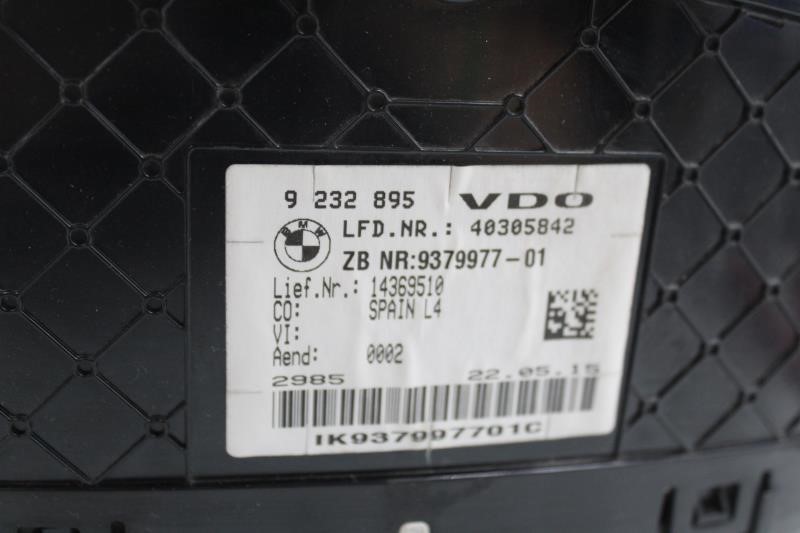 9 232 895 VDO
BMW LFD.NR.: 40305842
ZB NR:9379977-01
Lief.Nr.: 14369510
CO: SPAIN L4
VI:
Aend: 0002
2985 22.05.15
IK937997701C